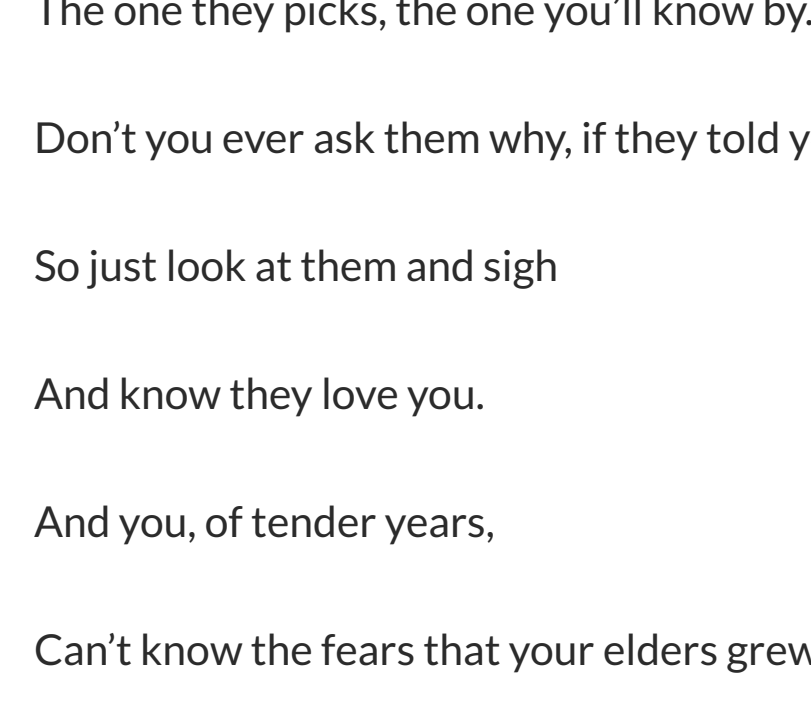 The one they picks, the one you’ll know by.
Don’t you ever ask them why, if they told y
So just look at them and sigh
And know they love you.
And you, of tender years,
Can’t know the fears that your elders grew